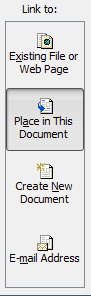 Link to:
Existing File or
Web Page
Place in This
Document
Create New
Document
E-mail Address